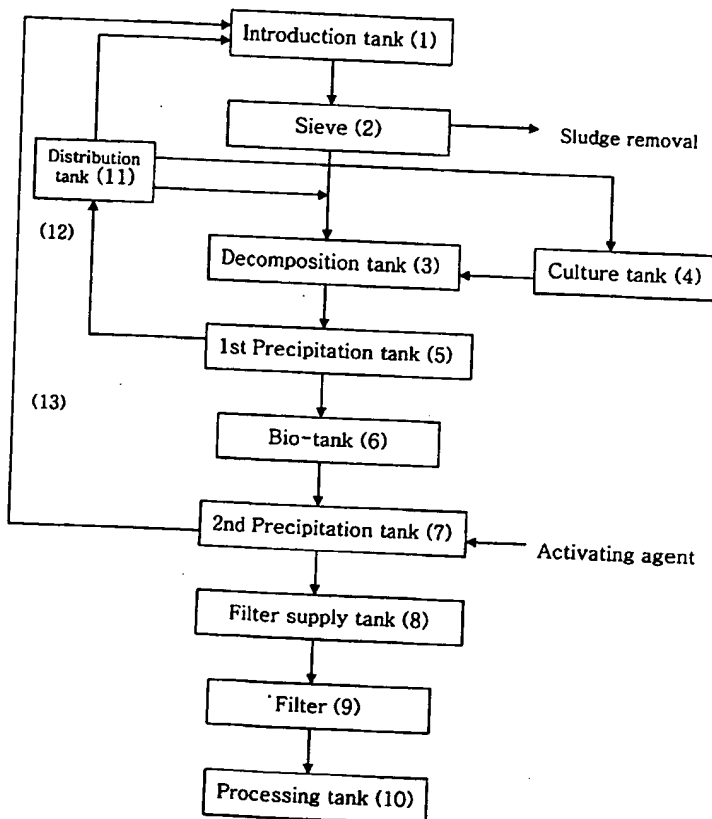 Introduction tank (1)
Sieve (2)
Sludge removal
Distribution
tank (11)
(12)
Decomposition tank (3)
Culture tank (4)
1st Precipitation tank (5)
(13)
Bio-tank (6)
2nd Precipitation tank (7)
Activating agent
Filter supply tank (8)
Filter (9)
Processing tank (10)